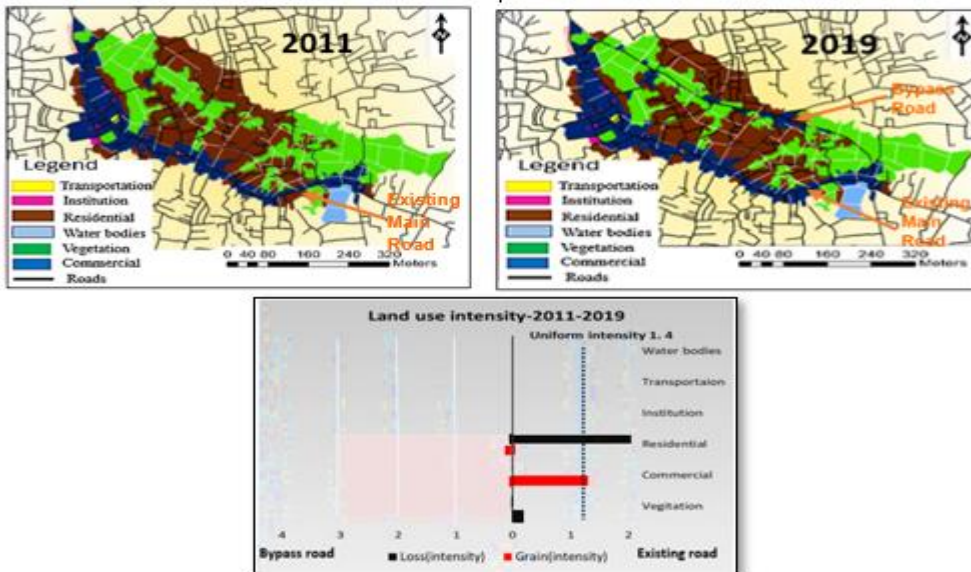 2011
N
Legend
Transportation
Institution
Residential
Water bodies
Vegetation
Commercial
Roads
Existing
Main
Road
0 40 80 160 240 320
Meters
2019
N
Bypass
Road
Legend
Transportation
Institution
Residential
Water bodies
Vegetation
Commercial
Roads
Existing
Main
Road
0 40 80 160 240 320
Meters
Land use intensity-2011-2019
Uniform intensity 1. 4
Water bodies
Transportaion
Institution
Residential
Commercial
Vegitation
4 3 2 1 0 1 2
Bypass road Loss(intensity) Grain(intensity) Existing road